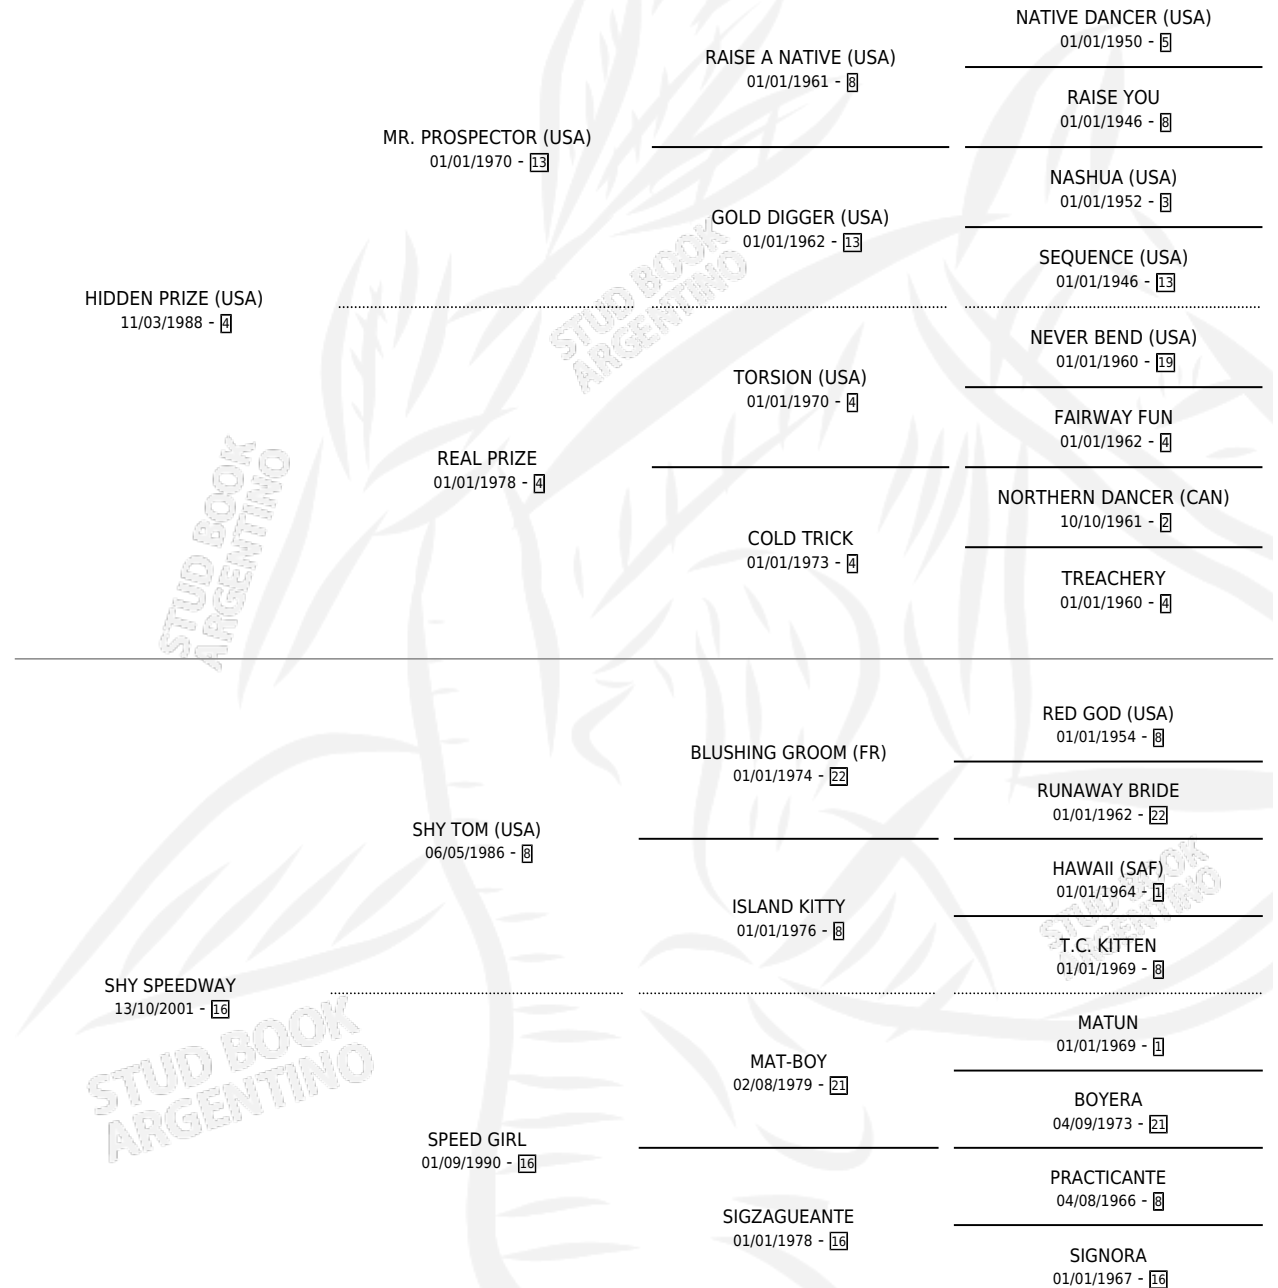 NATIVE DANCER (USA)
01/01/1950 - 5
RAISE A NATIVE (USA)
01/01/1961 - 8
RAISE YOU
01/01/1946 - 8
MR. PROSPECTOR (USA)
01/01/1970 - 13
NASHUA (USA)
01/01/1952 - 3
GOLD DIGGER (USA)
01/01/1962 - 13
SEQUENCE (USA)
01/01/1946 - 13
HIDDEN PRIZE (USA)
11/03/1988 - 4
STUD BOOK
ARGENTINO
NEVER BEND (USA)
01/01/1960 - 19
TORSION (USA)
01/01/1970 - 4
FAIRWAY FUN
01/01/1962 - 4
REAL PRIZE
01/01/1978 - 4
NORTHERN DANCER (CAN)
10/10/1961 - 2
COLD TRICK
01/01/1973 - 4
TREACHERY
01/01/1960 - 4
STUD BOOK
ARGENTINO
RED GOD (USA)
01/01/1954 - 8
BLUSHING GROOM (FR)
01/01/1974 - 22
RUNAWAY BRIDE
01/01/1962 - 22
SHY TOM (USA)
06/05/1986 - 8
HAWAII (SAF)
01/01/1964 - 1
ISLAND KITTY
01/01/1976 - 8
STUD BOOK
ARGENTINO
T.C. KITTEN
01/01/1969 - 8
SHY SPEEDWAY
13/10/2001 - 16
STUD BOOK
ARGENTINO
MATUN
01/01/1969 - 1
MAT-BOY
02/08/1979 - 21
BOYERA
04/09/1973 - 21
SPEED GIRL
01/09/1990 - 16
PRACTICANTE
04/08/1966 - 8
SIGZAGUEANTE
01/01/1978 - 16
SIGNORA
01/01/1967 - 16